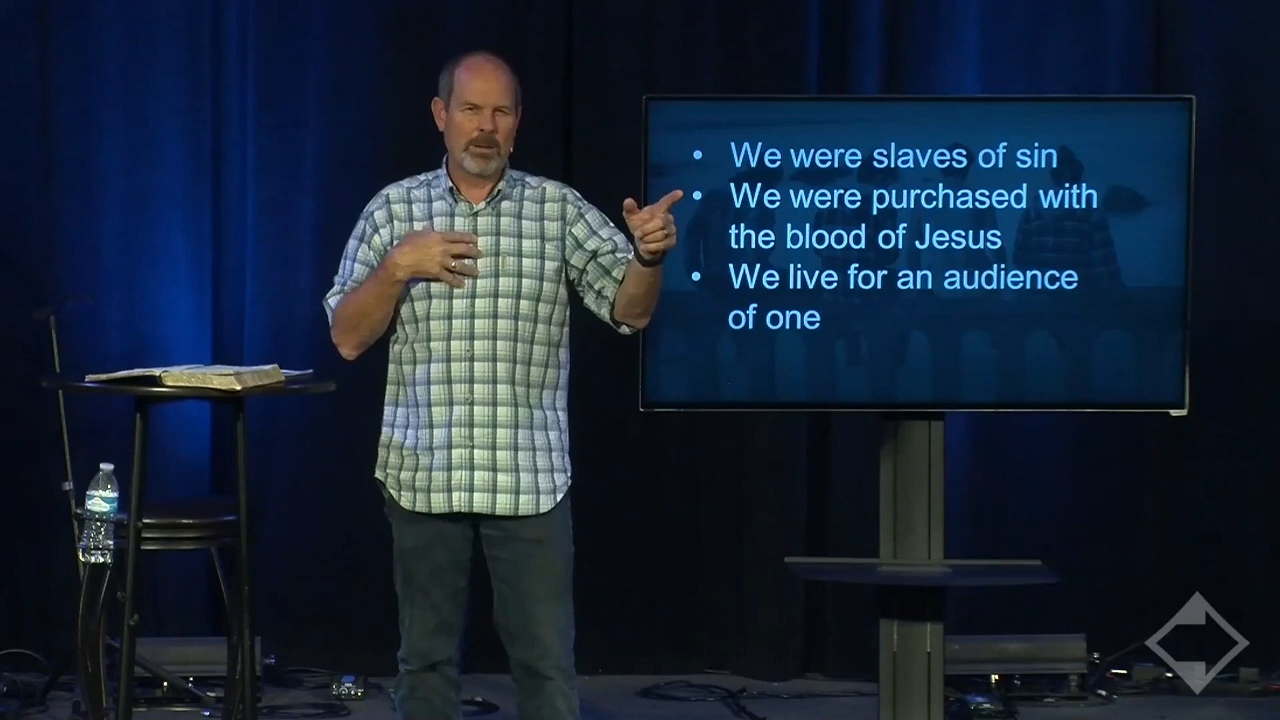 • We were slaves of sin
• We were purchased with
the blood of Jesus
• We live for an audience
of one